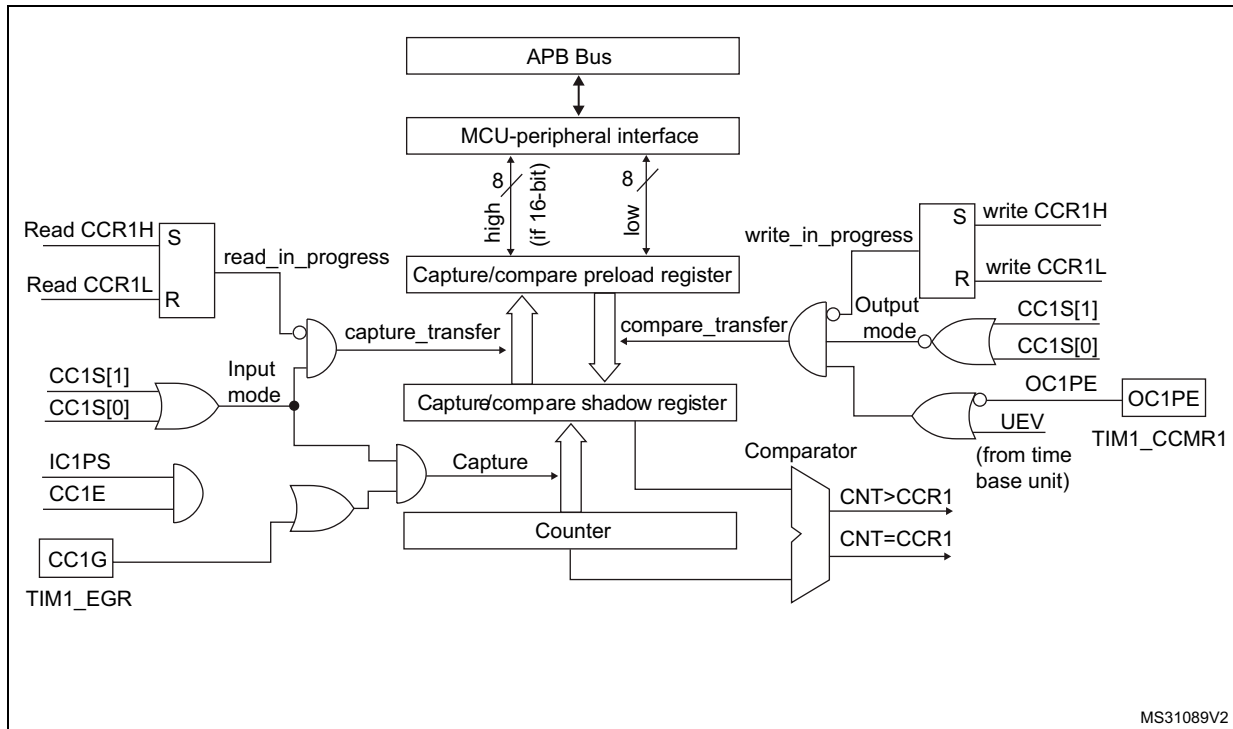 APB Bus
MCU-peripheral interface
8
high
(if 16-bit)
8
low
Read CCR1H
S
Read CCR1L
R
read_in_progress
write_in_progress
S
write CCR1H
R
write CCR1L
Capture/compare preload register
capture_transfer
compare_transfer
Output
mode
CC1S[1]
CC1S[0]
CC1S[1]
CC1S[0]
Input
mode
Capture/compare shadow register
OC1PE
OC1PE
UEV
TIM1_CCMR1
(from time
base unit)
IC1PS
CC1E
Capture
Comparator
CNT>CCR1
CNT=CCR1
Counter
CC1G
TIM1_EGR
MS31089V2